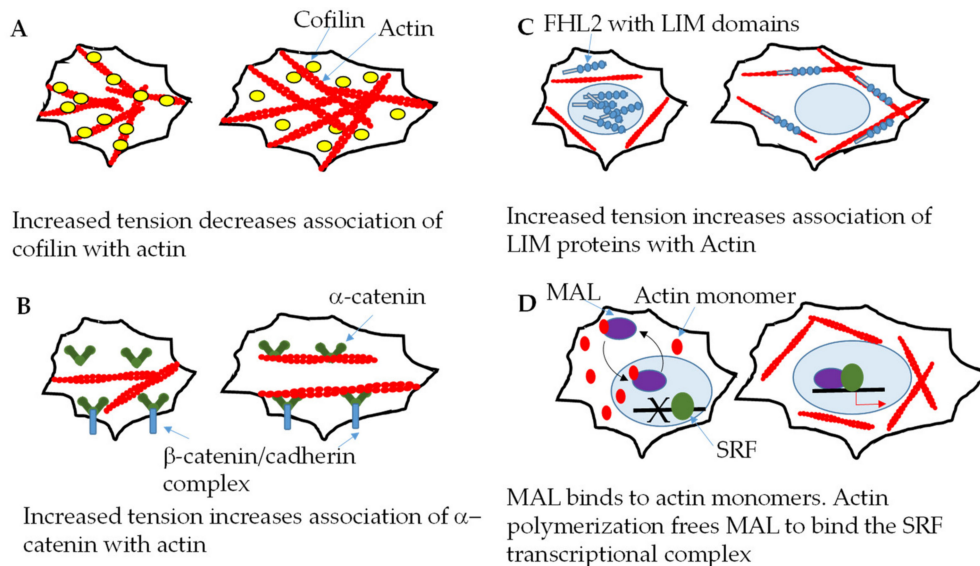 A
Cofilin
Actin
Increased tension decreases association of
cofilin with actin
B
α-catenin
β-catenin/cadherin
complex
Increased tension increases association of α–
catenin with actin
C
FHL2 with LIM domains
Increased tension increases association of
LIM proteins with Actin
D
MAL
Actin monomer
X
SRF
MAL binds to actin monomers. Actin
polymerization frees MAL to bind the SRF
transcriptional complex